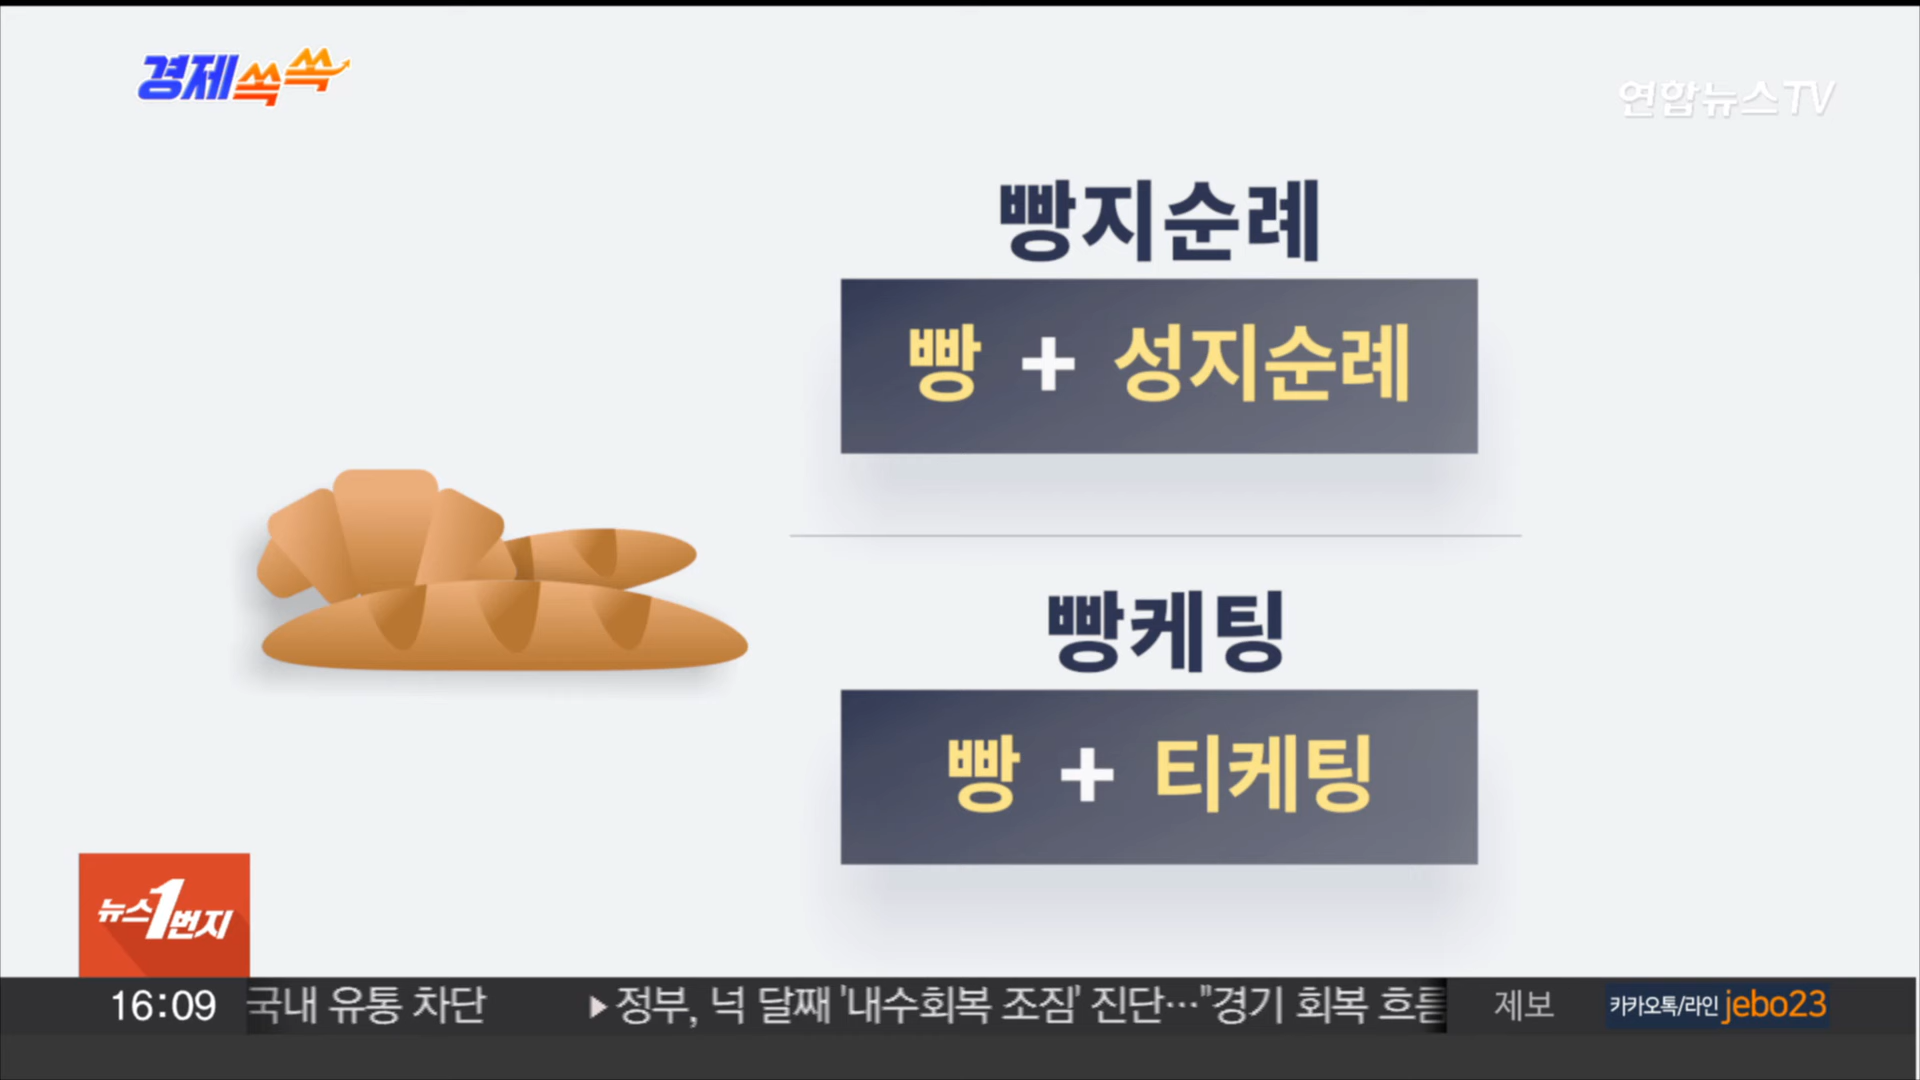 경제쏙쏙
연합뉴스TV
빵지순례
빵 + 성지순례
빵케팅
빵 + 티케팅
뉴스1번지
16:09 국내 유통 차단 ▶정부, 넉 달째 '내수회복 조짐' 진단…"경기 회복 흐름 제보 카카오톡/라인 jebo23